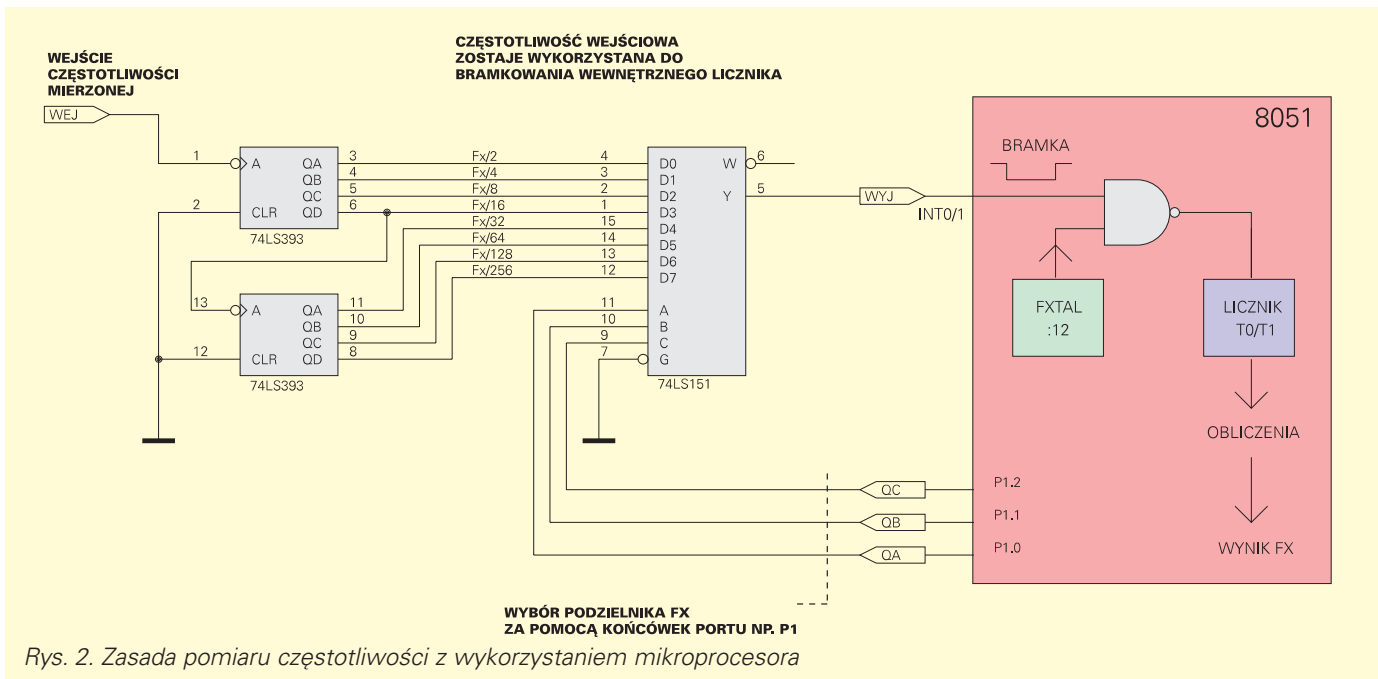 WEJŚCIE
CZĘSTOTLIWOŚCI
MIERZONEJ
WEJ
CZĘSTOTLIWOŚĆ WEJŚCIOWA
ZOSTAJE WYKORZYSTANA DO
BRAMKOWANIA WEWNĘTRZNEGO LICZNIKA
1
2
A
CLR
QA
QB
QC
QD
3
4
5
6
74LS393
13
12
A
CLR
QA
QB
QC
QD
11
10
9
8
74LS393
Fx/2
Fx/4
Fx/8
Fx/16
Fx/32
Fx/64
Fx/128
Fx/256
4
3
2
1
15
14
13
12
11
10
9
7
D0
D1
D2
D3
D4
D5
D6
D7
A
B
C
G
W
Y
6
5
74LS151
WYJ
INT0/1
8051
BRAMKA
FXTAL
:12
LICZNIK
T0/T1
OBLICZENIA
WYNIK FX
QC
P1.2
QB
P1.1
QA
P1.0
WYBÓR PODZIELNIKA FX
ZA POMOCĄ KOŃCÓWEK PORTU NP. P1
Rys. 2. Zasada pomiaru częstotliwości z wykorzystaniem mikroprocesora